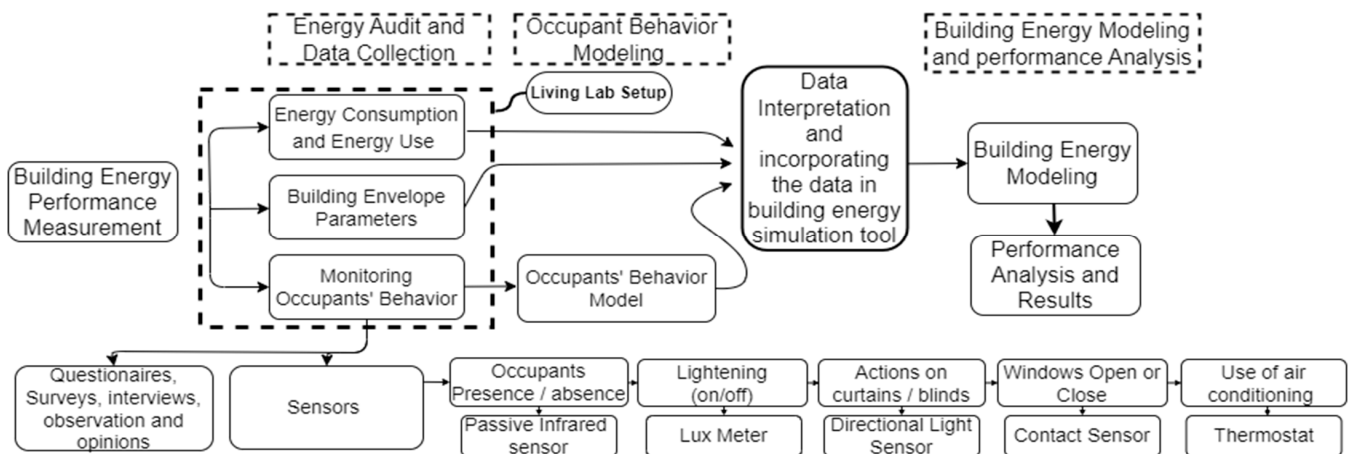 Energy Audit and
Data Collection
Occupant Behavior
Modeling
Building Energy Modeling
and performance Analysis
Living Lab Setup
Building Energy
Performance
Measurement
Energy Consumption
and Energy Use
Building Envelope
Parameters
Monitoring
Occupants' Behavior
Occupants' Behavior
Model
Data
Interpretation
and
incorporating
the data in
building energy
simulation tool
Building Energy
Modeling
Performance
Analysis and
Results
Questionaires,
Surveys, interviews,
observation and
opinions
Sensors
Occupants
Presence / absence
Passive Infrared
sensor
Lightening
(on/off)
Lux Meter
Actions on
curtains / blinds
Directional Light
Sensor
Windows Open or
Close
Contact Sensor
Use of air
conditioning
Thermostat